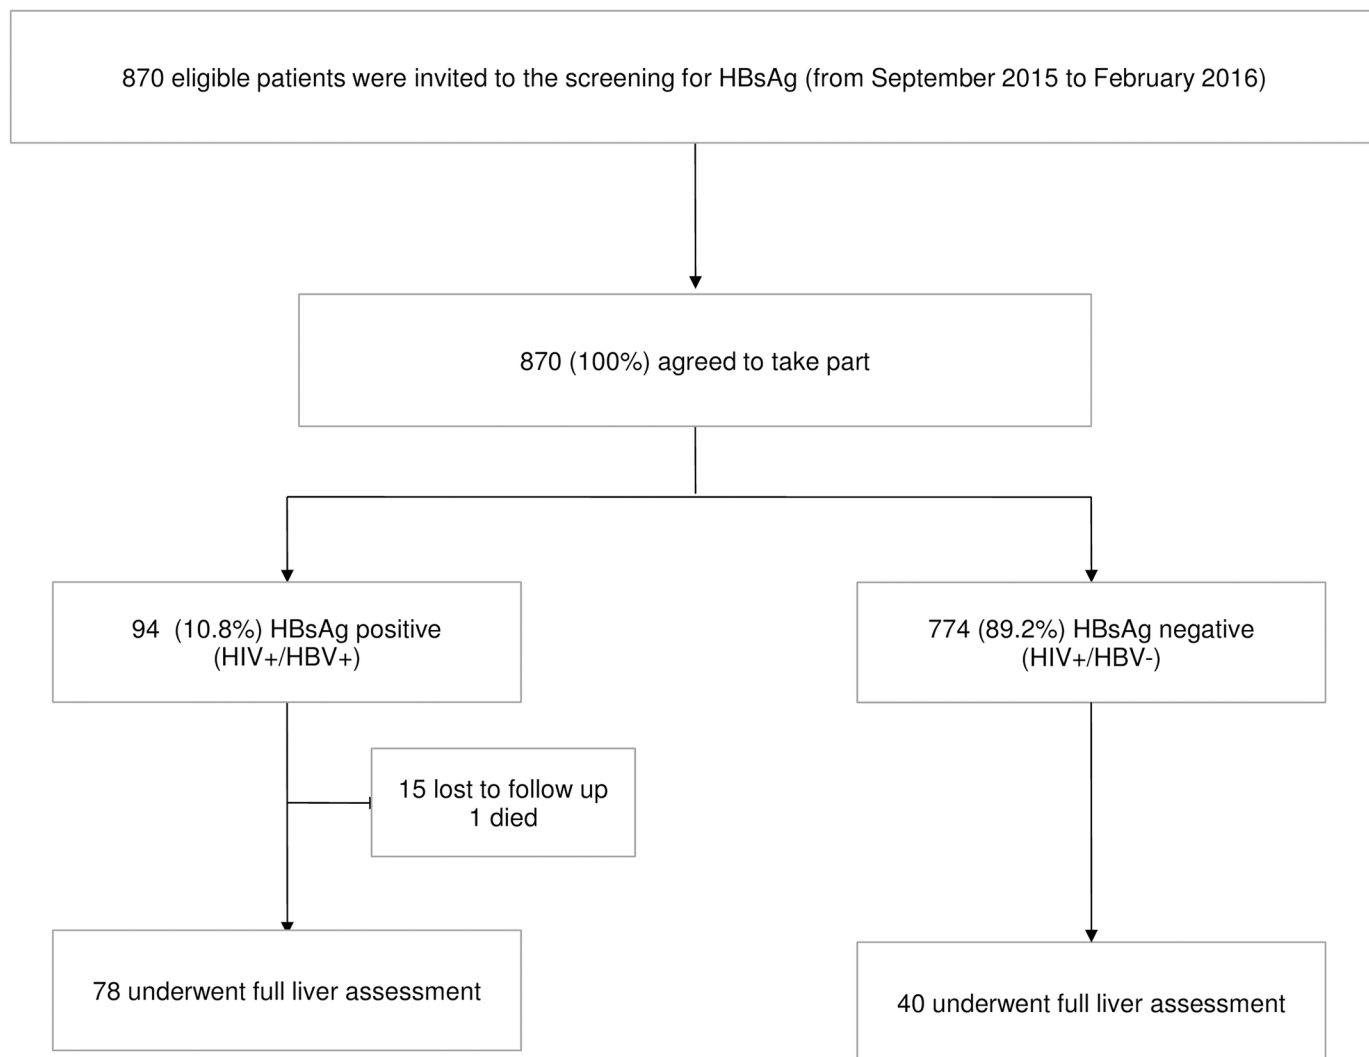 870 eligible patients were invited to the screening for HBsAg (from September 2015 to February 2016)
870 (100%) agreed to take part
94 (10.8%) HBsAg positive
(HIV+/HBV+)
774 (89.2%) HBsAg negative
(HIV+/HBV-)
15 lost to follow up
1 died
78 underwent full liver assessment
40 underwent full liver assessment